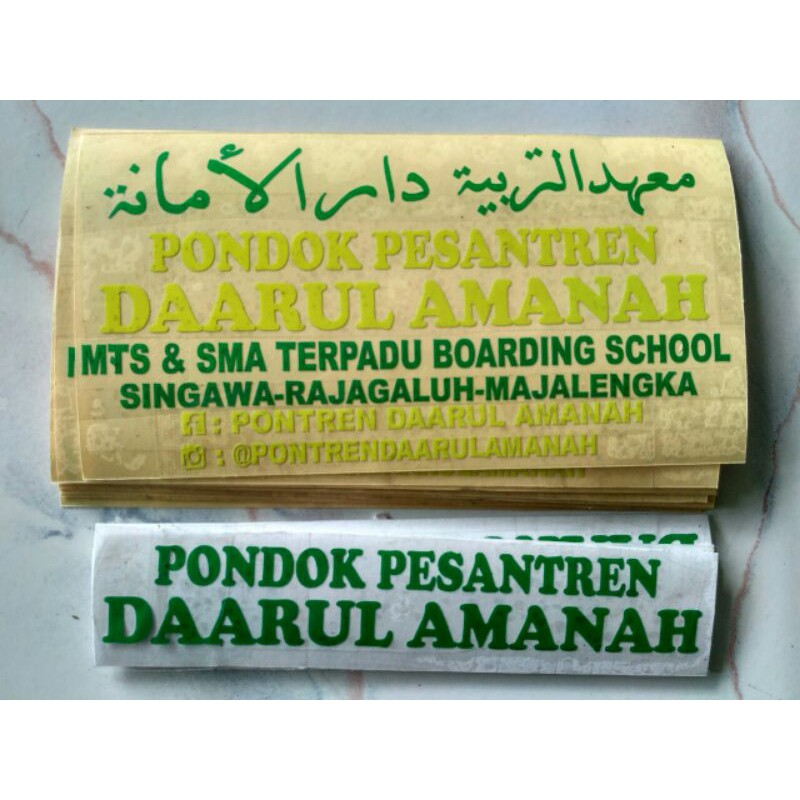 معهد التربية دار الأمانة
PONDOK PESANTREN
DAARUL AMANAH
MTS & SMA TERPADU BOARDING SCHOOL
SINGAWA-RAJAGALUH-MAJALENGKA
: PONTREN DAARUL AMANAH
: @PONTRENDAARULAMANAH
PONDOK PESANTREN
DAARUL AMANAH